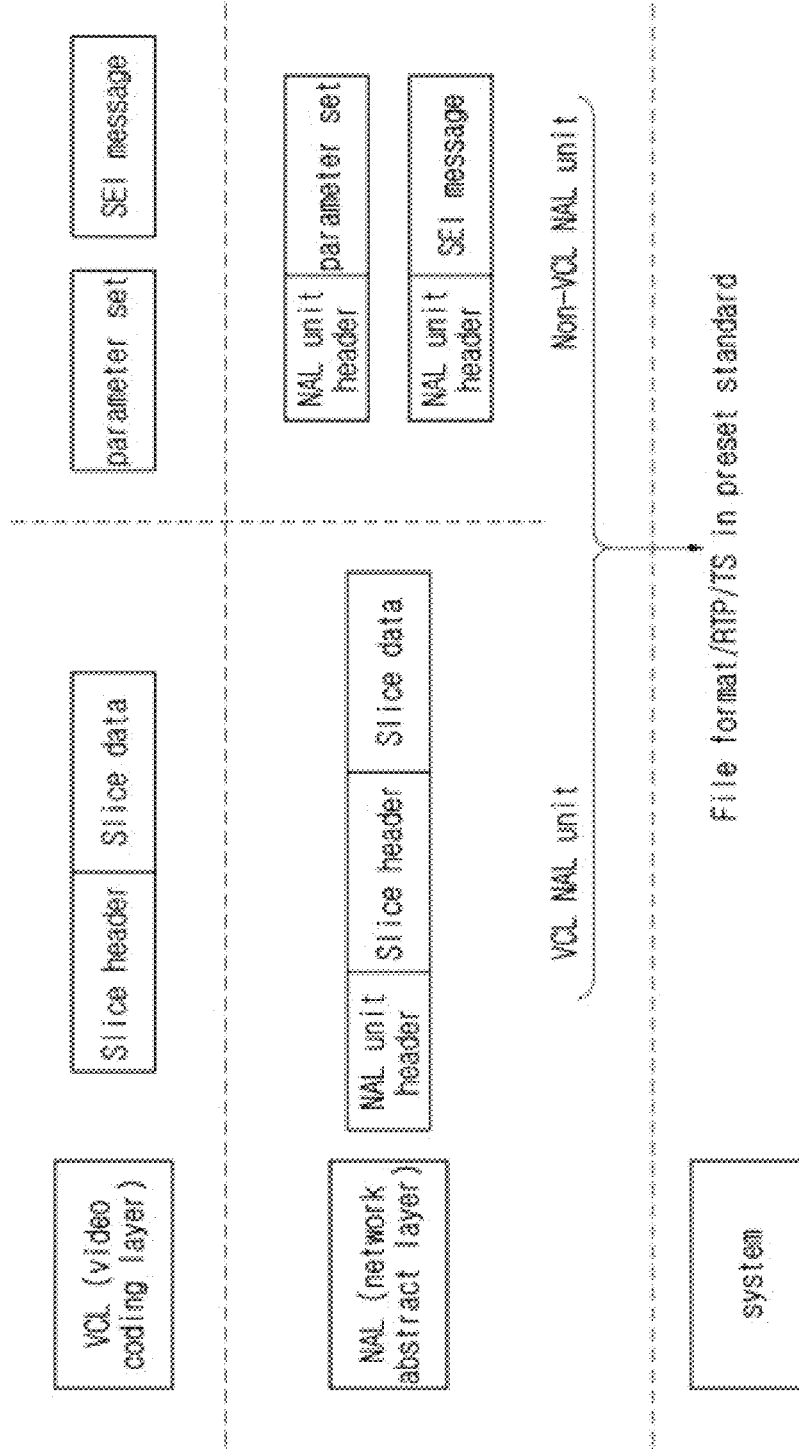 VCL (video
coding layer)
Slice header
Slice data
parameter set
SEI message
NAL (network
abstract layer)
NAL unit
header
Slice header
Slice data
NAL unit
header
parameter set
NAL unit
header
SEI message
VCL NAL unit
Non-VCL NAL unit
system
File format/RTP/TS in preset standard